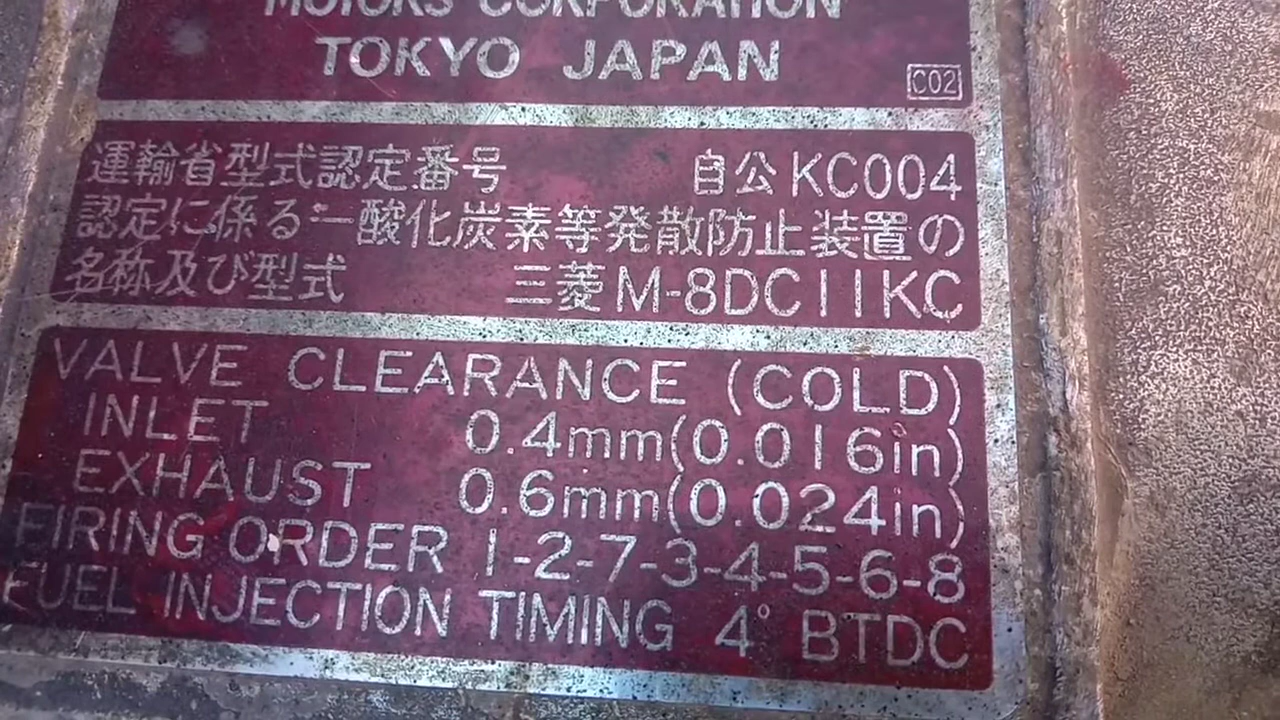 MOTORS CORPORATION
TOKYO JAPAN
C02
運輸省型式認定番号 自公KC004
認定に係る一酸化炭素等発散防止装置の
名称及び型式 三菱M-8DC11KC
VALVE CLEARANCE (COLD)
INLET 0.4mm(0.016in)
EXHAUST 0.6mm(0.024in)
FIRING ORDER 1-2-7-3-4-5-6-8
FUEL INJECTION TIMING 4° BTDC